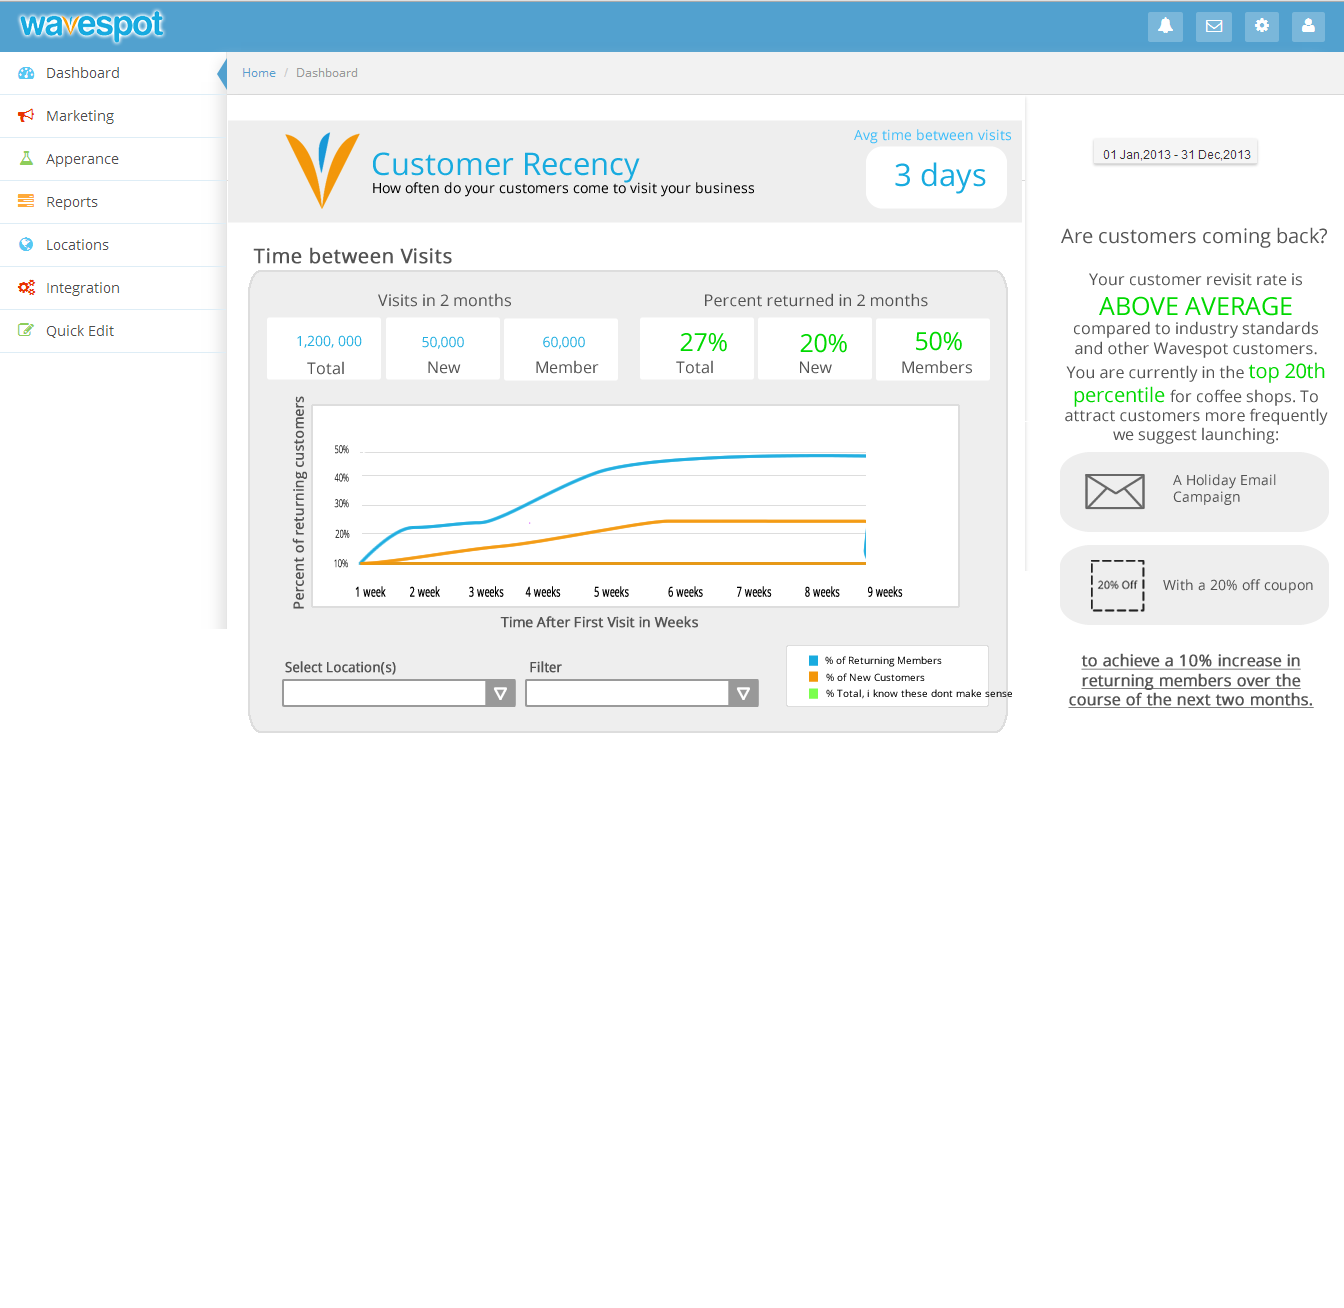 wavespot
Dashboard
Marketing
Apperance
Reports
Locations
Integration
Quick Edit
Home / Dashboard
Customer Recency
How often do your customers come to visit your business
Avg time between visits
3 days
Time between Visits
Visits in 2 months
1,200, 000
Total
50,000
New
60,000
Member
Percent returned in 2 months
27%
Total
20%
New
50%
Members
Percent of returning customers
50%
40%
30%
20%
10%
1 week 2 week 3 weeks 4 weeks 5 weeks 6 weeks 7 weeks 8 weeks 9 weeks
Time After First Visit in Weeks
Select Location(s)
Filter
% of Returning Members
% of New Customers
% Total, i know these dont make sense
01 Jan,2013 - 31 Dec,2013
Are customers coming back?
Your customer revisit rate is
ABOVE AVERAGE
compared to industry standards
and other Wavespot customers.
You are currently in the top 20th
percentile for coffee shops. To
attract customers more frequently
we suggest launching:
A Holiday Email
Campaign
20% Off
With a 20% off coupon
to achieve a 10% increase in
returning members over the
course of the next two months.